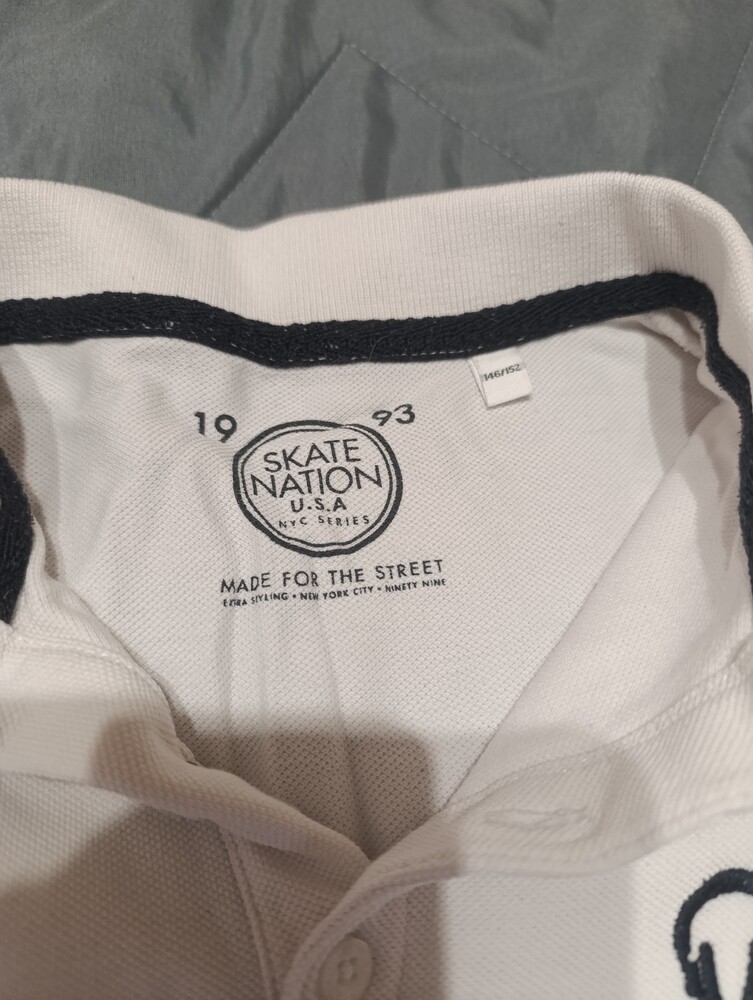 146/152
19 93
SKATE
NATION
U.S.A
NYC SERIES
MADE FOR THE STREET
EXTRA STYLING • NEW YORK CITY • NINETY NINE